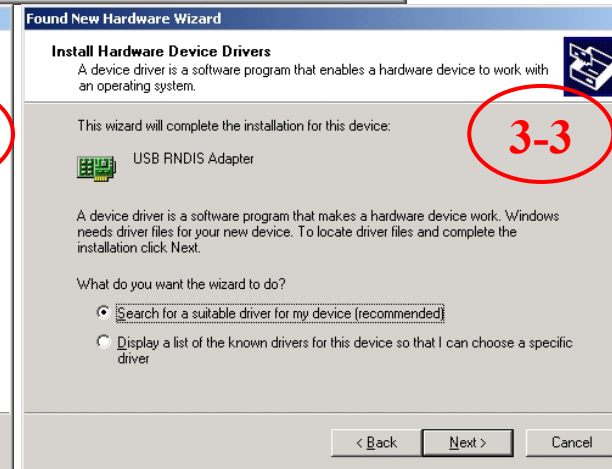 Found New Hardware Wizard
Install Hardware Device Drivers
A device driver is a software program that enables a hardware device to work with
an operating system.
3-3
This wizard will complete the installation for this device:
USB RNDIS Adapter
A device driver is a software program that makes a hardware device work. Windows
needs driver files for your new device. To locate driver files and complete the
installation click Next.
What do you want the wizard to do?
Search for a suitable driver for my device (recommended)
Display a list of the known drivers for this device so that I can choose a specific
driver
< Back Next > Cancel